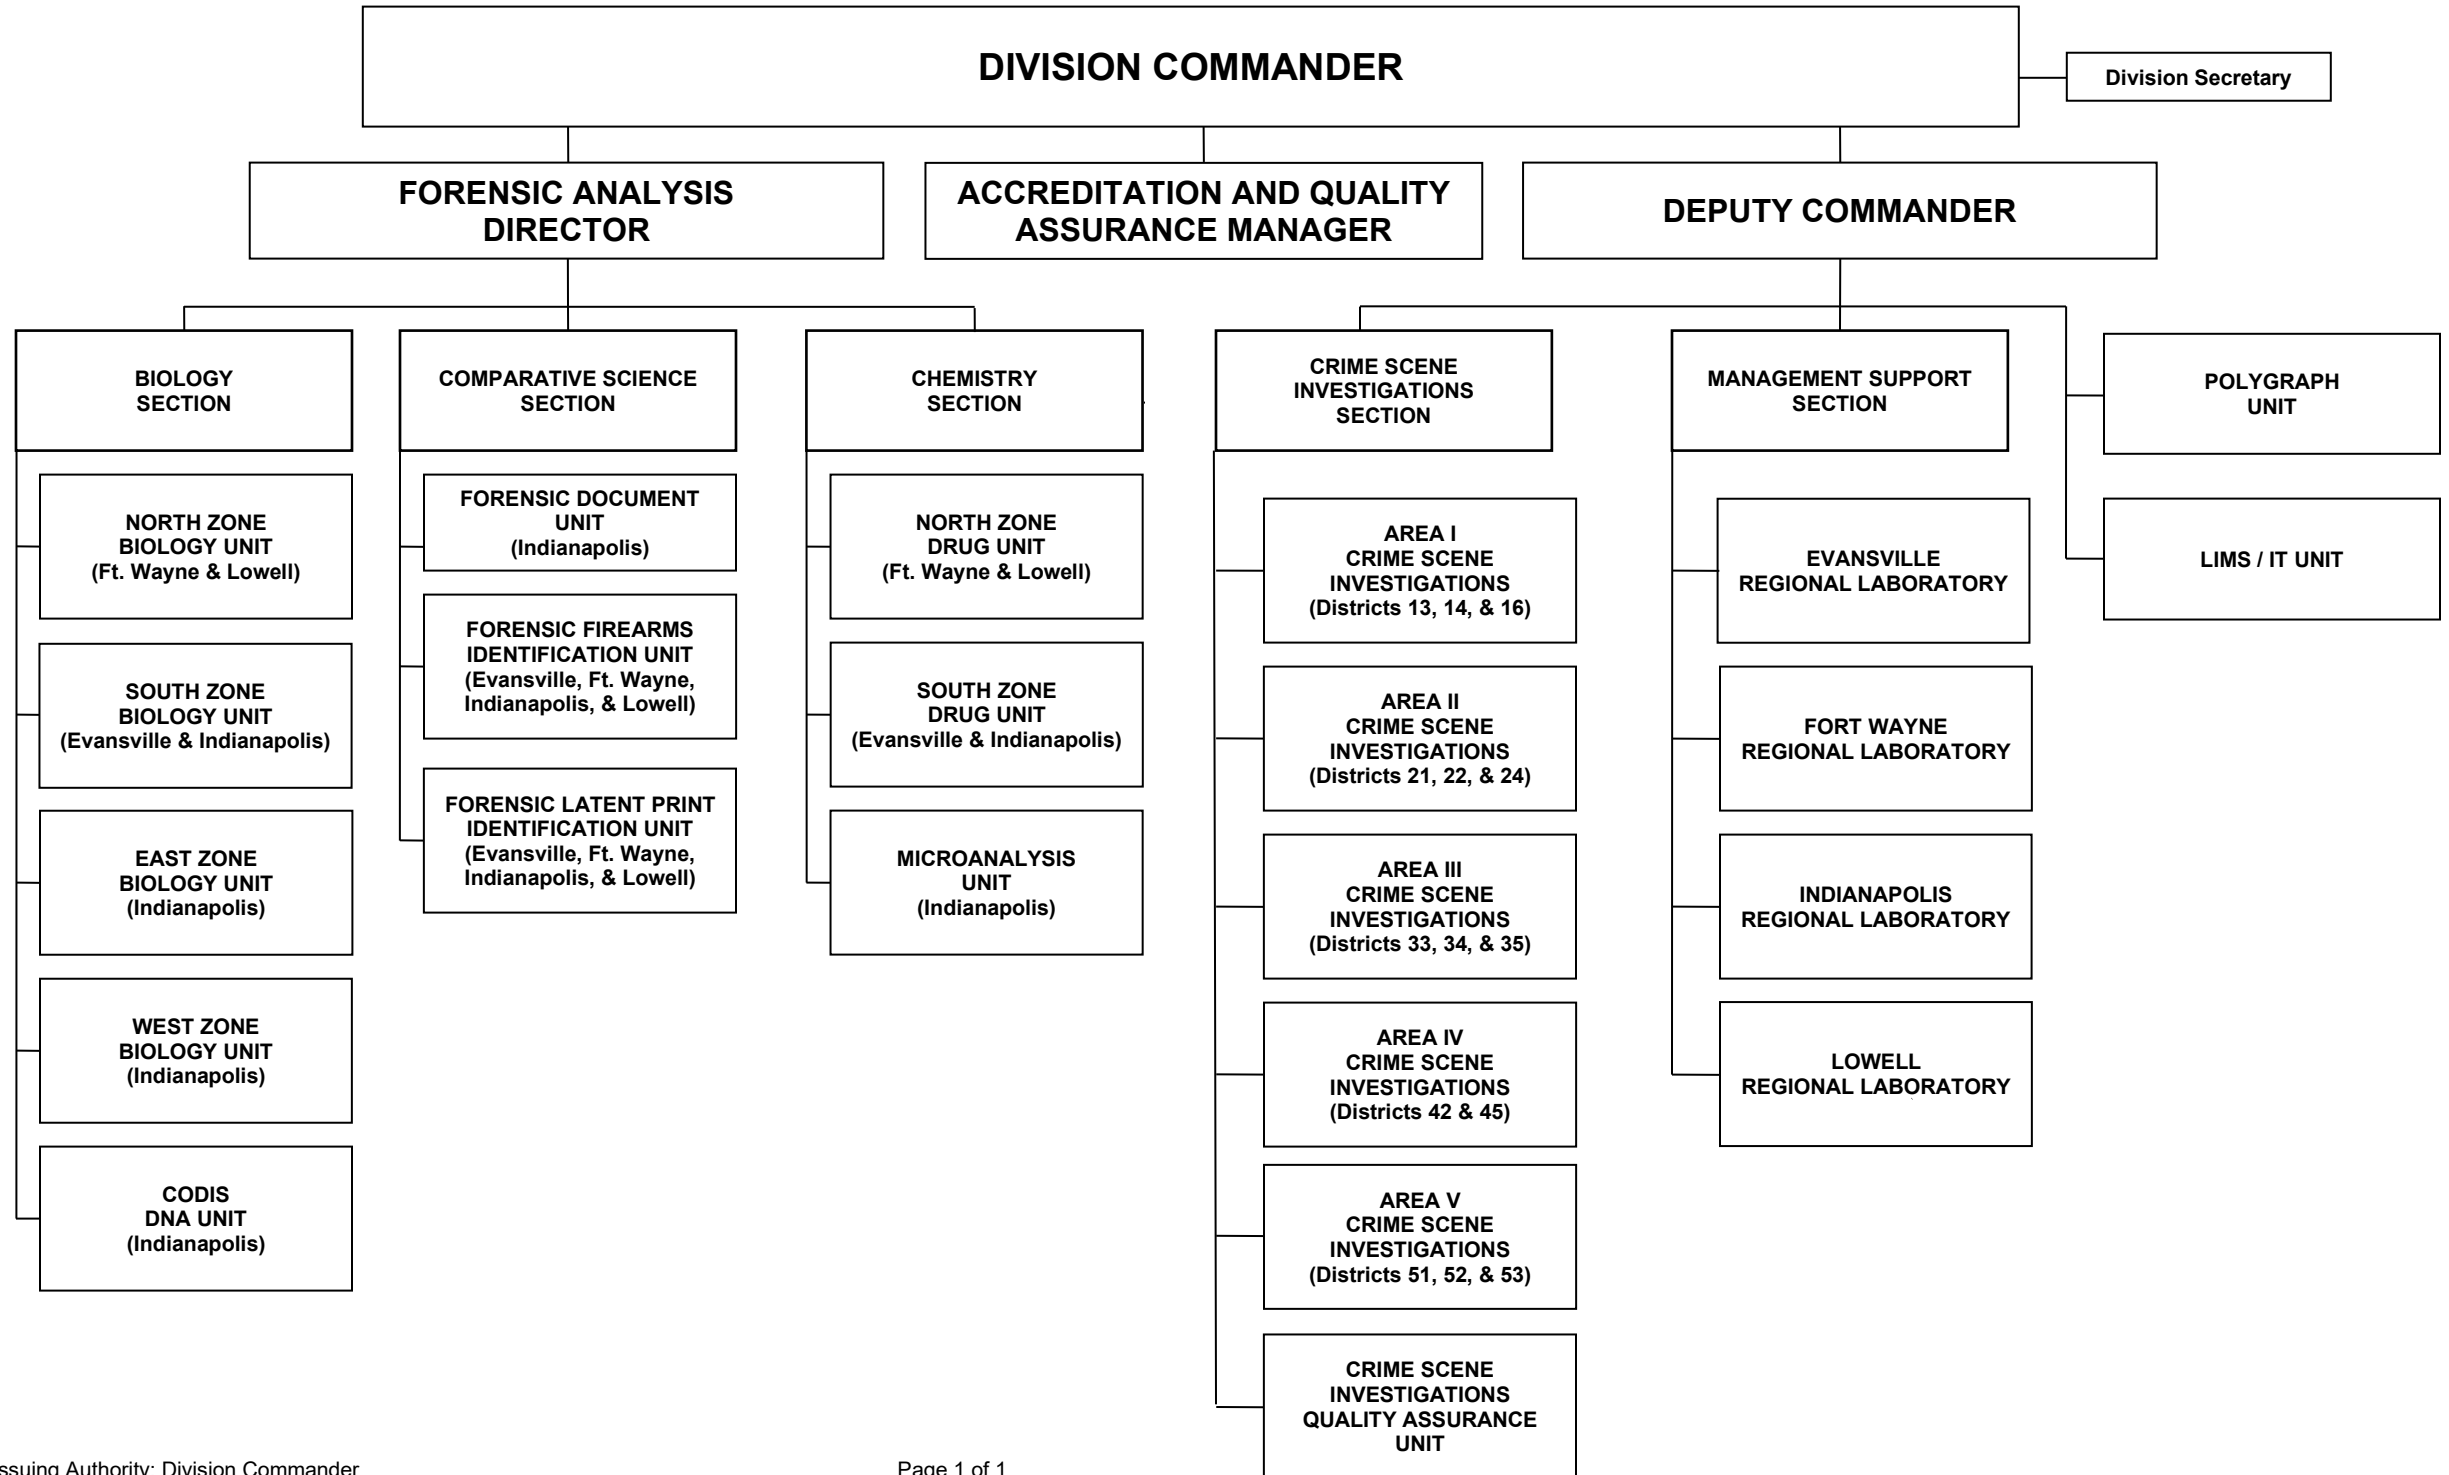 DIVISION COMMANDER
Division Secretary
FORENSIC ANALYSIS
DIRECTOR
ACCREDITATION AND QUALITY
ASSURANCE MANAGER
DEPUTY COMMANDER
BIOLOGY
SECTION
NORTH ZONE
BIOLOGY UNIT
(Ft. Wayne & Lowell)
SOUTH ZONE
BIOLOGY UNIT
(Evansville & Indianapolis)
EAST ZONE
BIOLOGY UNIT
(Indianapolis)
WEST ZONE
BIOLOGY UNIT
(Indianapolis)
CODIS
DNA UNIT
(Indianapolis)
COMPARATIVE SCIENCE
SECTION
FORENSIC DOCUMENT
UNIT
(Indianapolis)
FORENSIC FIREARMS
IDENTIFICATION UNIT
(Evansville, Ft. Wayne,
Indianapolis, & Lowell)
FORENSIC LATENT PRINT
IDENTIFICATION UNIT
(Evansville, Ft. Wayne,
Indianapolis, & Lowell)
CHEMISTRY
SECTION
NORTH ZONE
DRUG UNIT
(Ft. Wayne & Lowell)
SOUTH ZONE
DRUG UNIT
(Evansville & Indianapolis)
MICROANALYSIS
UNIT
(Indianapolis)
CRIME SCENE
INVESTIGATIONS
SECTION
AREA I
CRIME SCENE
INVESTIGATIONS
(Districts 13, 14, & 16)
AREA II
CRIME SCENE
INVESTIGATIONS
(Districts 21, 22, & 24)
AREA III
CRIME SCENE
INVESTIGATIONS
(Districts 33, 34, & 35)
AREA IV
CRIME SCENE
INVESTIGATIONS
(Districts 42 & 45)
AREA V
CRIME SCENE
INVESTIGATIONS
(Districts 51, 52, & 53)
CRIME SCENE
INVESTIGATIONS
QUALITY ASSURANCE
UNIT
MANAGEMENT SUPPORT
SECTION
EVANSVILLE
REGIONAL LABORATORY
FORT WAYNE
REGIONAL LABORATORY
INDIANAPOLIS
REGIONAL LABORATORY
LOWELL
REGIONAL LABORATORY
POLYGRAPH
UNIT
LIMS / IT UNIT
ssuing Authority: Division Commander
Page 1 of 1